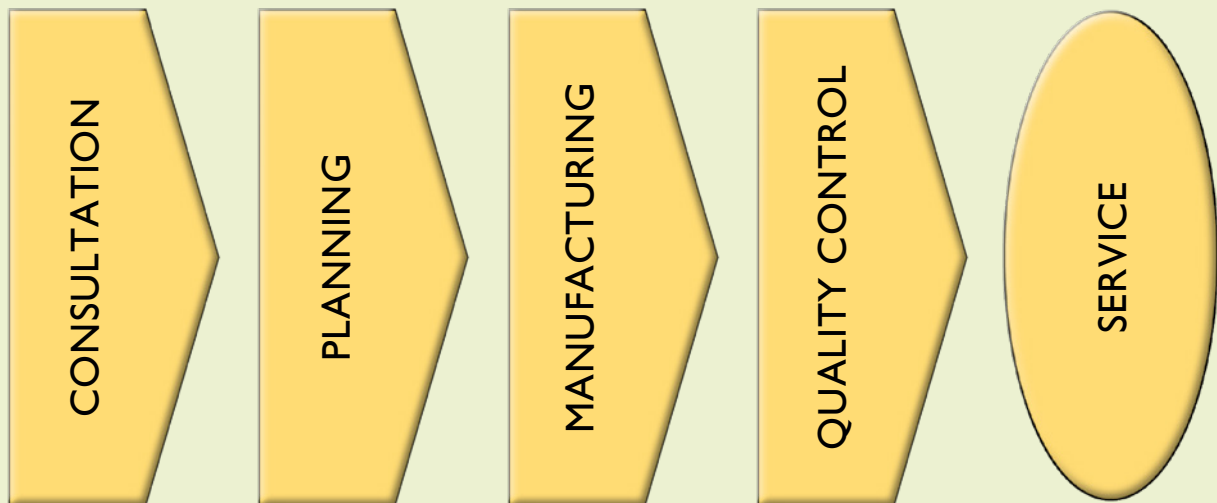 CONSULTATION
PLANNING
MANUFACTURING
QUALITY CONTROL
SERVICE